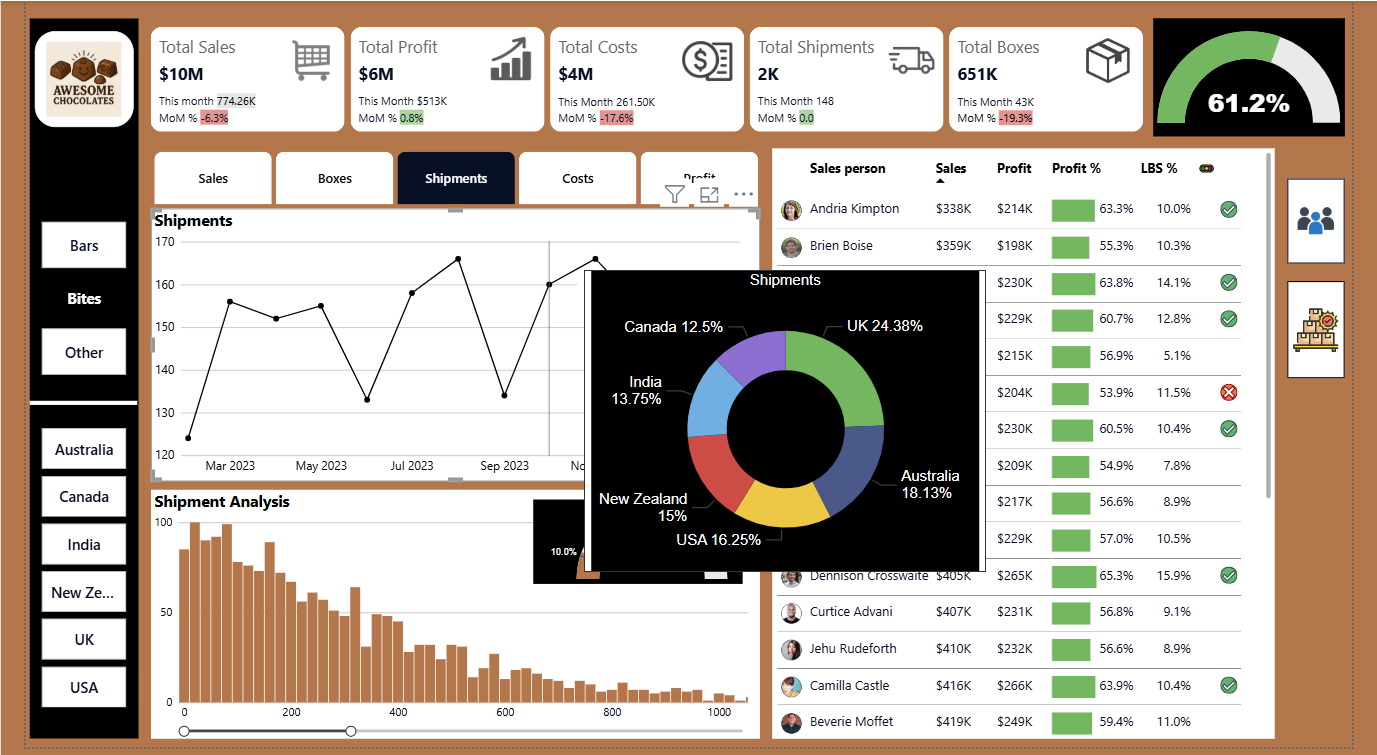 AWESOME
CHOCOLATES
Total Sales
$10M
This month 774.26K
MoM % -6.3%
Total Profit
$6M
This Month $513K
MoM % 0.8%
Total Costs
$4M
This Month 261.50K
MoM % -17.6%
Total Shipments
2K
This Month 148
MoM % 0.0
Total Boxes
651K
This Month 43K
MoM % -19.3%
61.2%
Bars
Bites
Other
Australia
Canada
India
New Ze...
UK
USA
Sales
Boxes
Shipments
Costs
Profit
Shipments
170
160
150
140
130
120
Mar 2023
May 2023
Jul 2023
Sep 2023
No
Shipments
Canada 12.5%
UK 24.38%
India
13.75%
Australia
18.13%
New Zealand
15%
USA 16.25%
Shipment Analysis
10.0%
100
50
0
0
200
400
600
800
1000
Sales person Sales Profit Profit % LBS %
Andria Kimpton $338K $214K 63.3% 10.0%
Brien Boise $359K $198K 55.3% 10.3%
$230K 63.8% 14.1%
$229K 60.7% 12.8%
$215K 56.9% 5.1%
$204K 53.9% 11.5%
$230K 60.5% 10.4%
$209K 54.9% 7.8%
$217K 56.6% 8.9%
$229K 57.0% 10.5%
Dennison Crosswaite $405K $265K 65.3% 15.9%
Curtice Advani $407K $231K 56.8% 9.1%
Jehu Rudeforth $410K $232K 56.6% 8.9%
Camilla Castle $416K $266K 63.9% 10.4%
Beverie Moffet $419K $249K 59.4% 11.0%